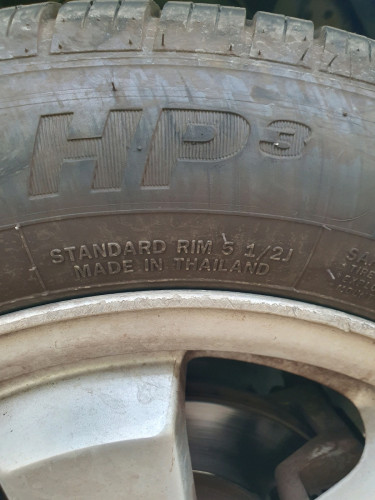 HP3
STANDARD RIM 5 1/2J
MADE IN THAILAND